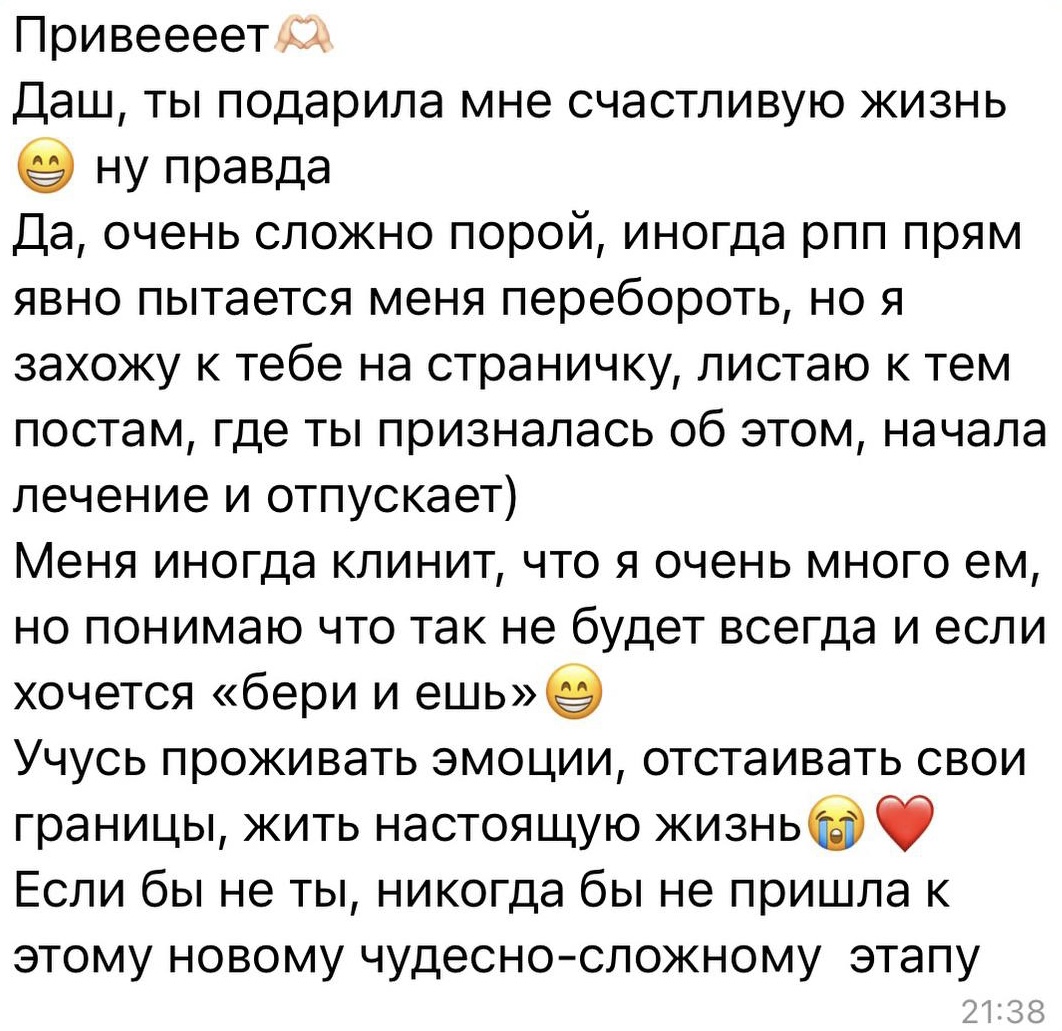 Привеееет🫶🏻
Даш, ты подарила мне счастливую жизнь
😁 ну правда
Да, очень сложно порой, иногда рпп прям
явно пытается меня перебороть, но я
захожу к тебе на страничку, листаю к тем
постам, где ты призналась об этом, начала
лечение и отпускает)
Меня иногда клинит, что я очень много ем,
но понимаю что так не будет всегда и если
хочется «бери и ешь»😁
Учусь проживать эмоции, отстаивать свои
границы, жить настоящую жизнь😭❤️
Если бы не ты, никогда бы не пришла к
этому новому чудесно-сложному  этапу
21:38